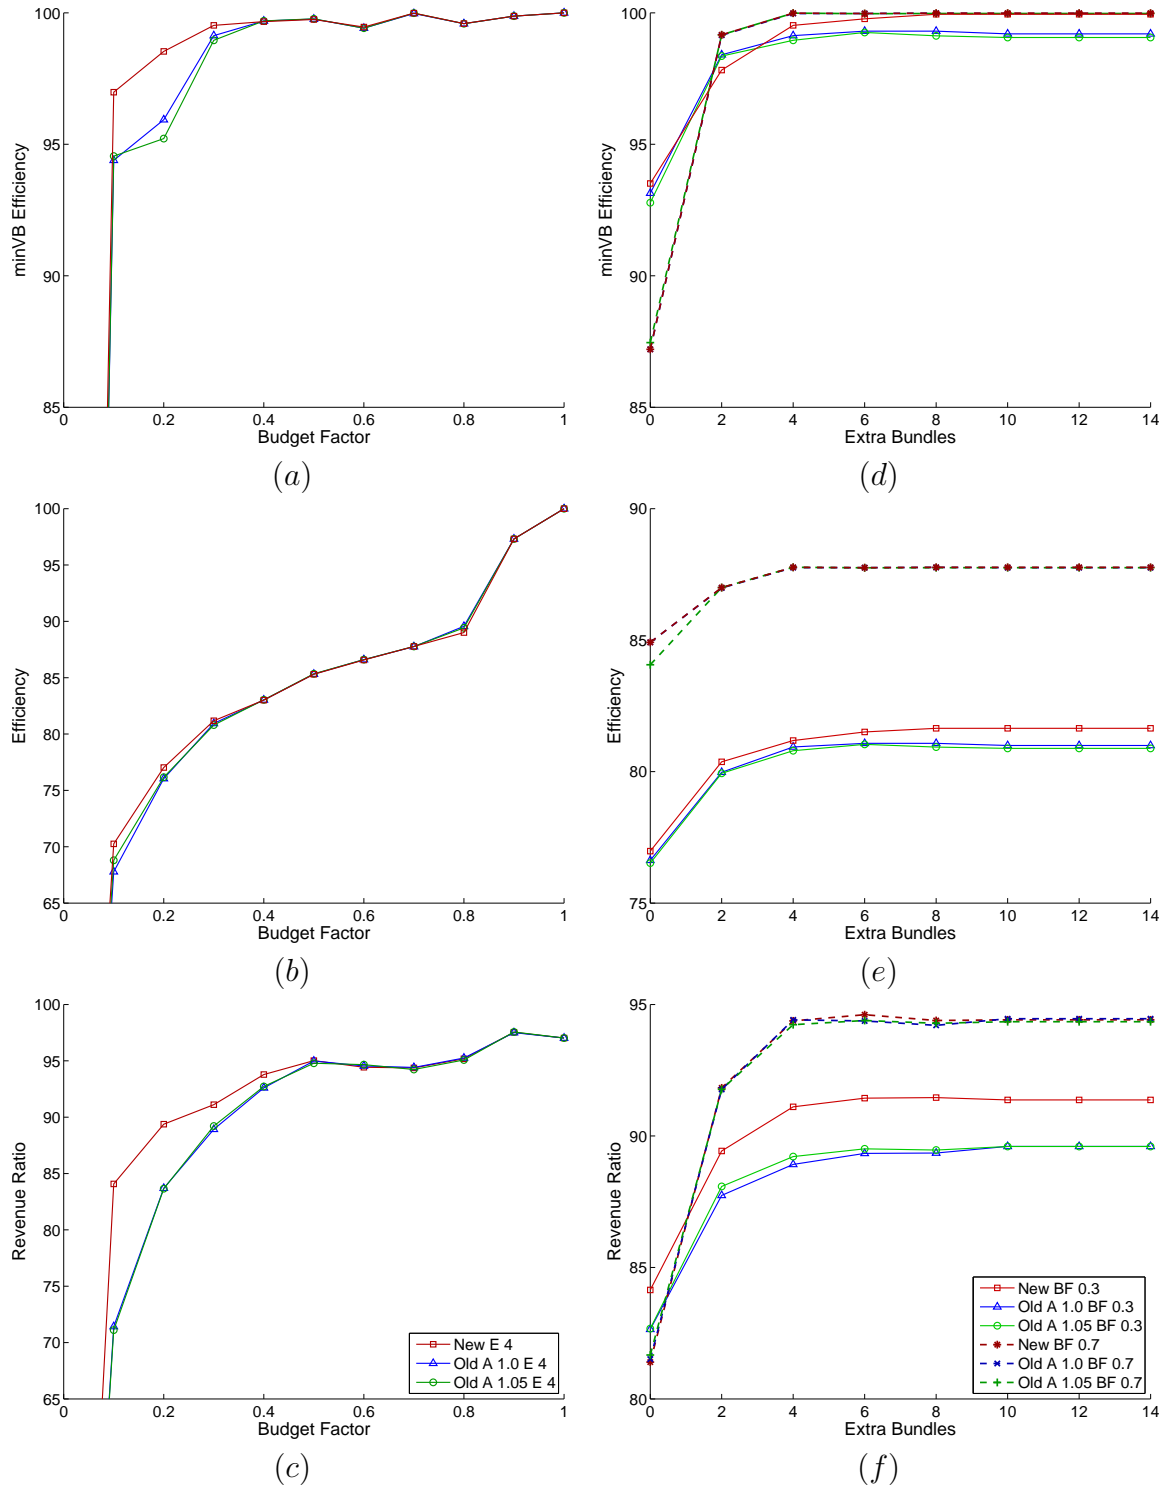 100
95
90
85
minVB Efficiency
0
0.2
0.4
0.6
0.8
1
Budget Factor
(a)
100
95
90
85
minVB Efficiency
0
2
4
6
8
10
12
14
Extra Bundles
(d)
100
95
90
85
80
75
70
65
Efficiency
0
0.2
0.4
0.6
0.8
1
Budget Factor
(b)
90
85
80
75
Efficiency
0
2
4
6
8
10
12
14
Extra Bundles
(e)
100
95
90
85
80
75
70
65
Revenue Ratio
0
0.2
0.4
0.6
0.8
1
Budget Factor
New E 4
Old A 1.0 E 4
Old A 1.05 E 4
(c)
95
90
85
80
Revenue Ratio
0
2
4
6
8
10
12
14
Extra Bundles
New BF 0.3
Old A 1.0 BF 0.3
Old A 1.05 BF 0.3
New BF 0.7
Old A 1.0 BF 0.7
Old A 1.05 BF 0.7
(f)